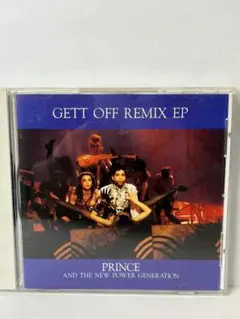 GETT OFF REMIX EP
PRINCE
AND THE NEW POWER GENERATION